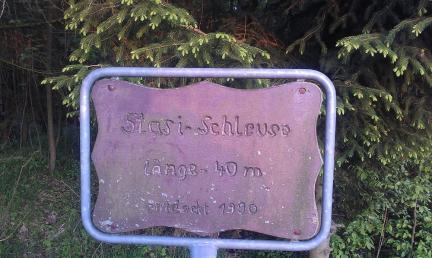 Stasi-Schleuse
länge-40 m
entdeckt 1990